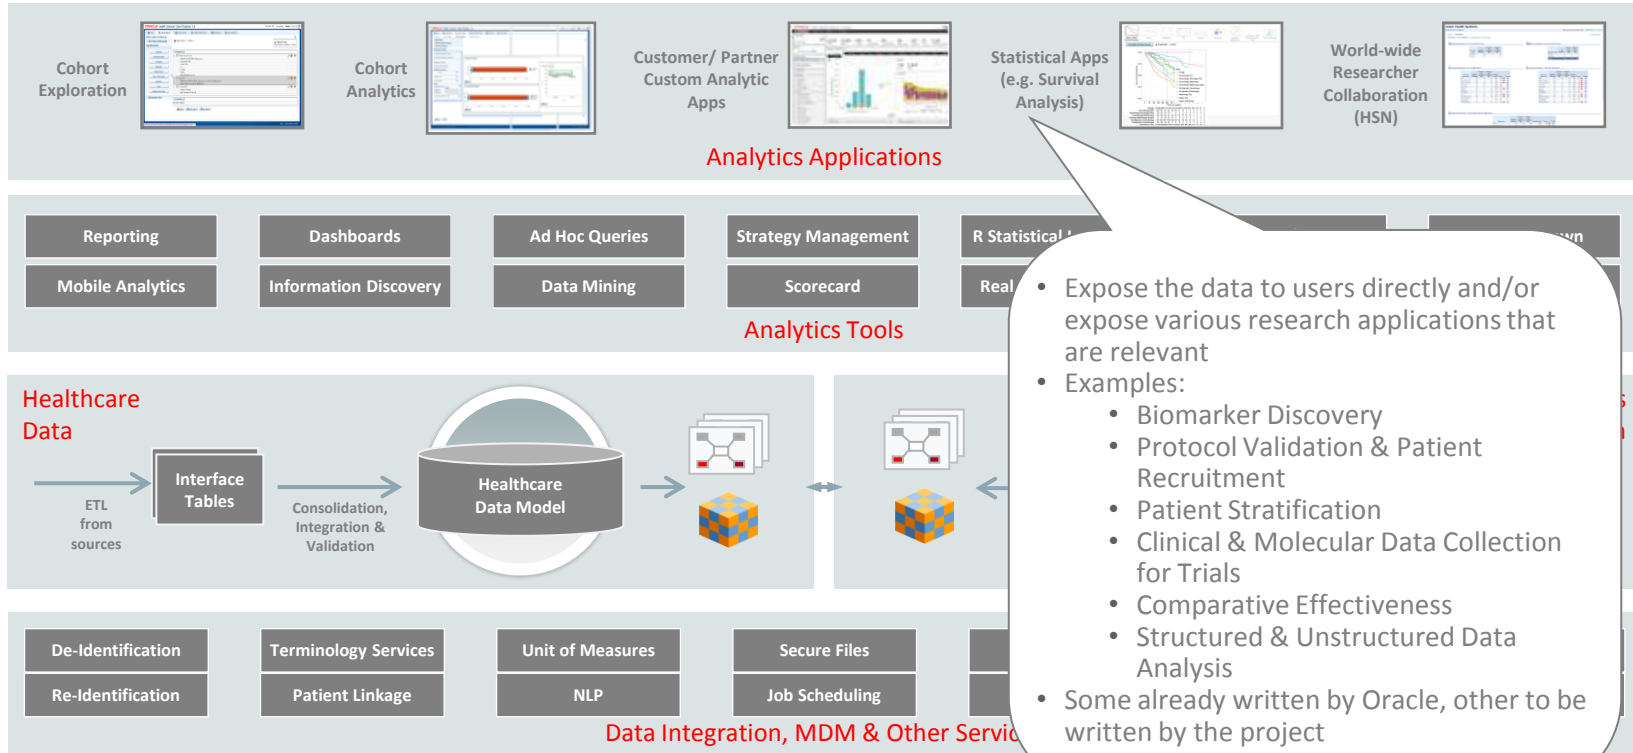 Cohort
Exploration
Cohort
Analytics
Customer/ Partner
Custom Analytic
Apps
Statistical Apps
(e.g. Survival
Analysis)
World-wide
Researcher
Collaboration
(HSN)
Analytics Applications
Reporting
Dashboards
Ad Hoc Queries
Strategy Management
R Statistical
Mobile Analytics
Information Discovery
Data Mining
Scorecard
Real
Analytics Tools
Healthcare
Data
ETL
from
sources
Interface
Tables
Consolidation,
Integration &
Validation
Healthcare
Data Model
De-Identification
Terminology Services
Unit of Measures
Secure Files
Re-Identification
Patient Linkage
NLP
Job Scheduling
Data Integration, MDM & Other
• Expose the data to users directly and/or
expose various research applications that
are relevant
• Examples:
• Biomarker Discovery
• Protocol Validation & Patient
Recruitment
• Patient Stratification
• Clinical & Molecular Data Collection
for Trials
• Comparative Effectiveness
• Structured & Unstructured Data
Analysis
• Some already written by Oracle, other to be
written by the project